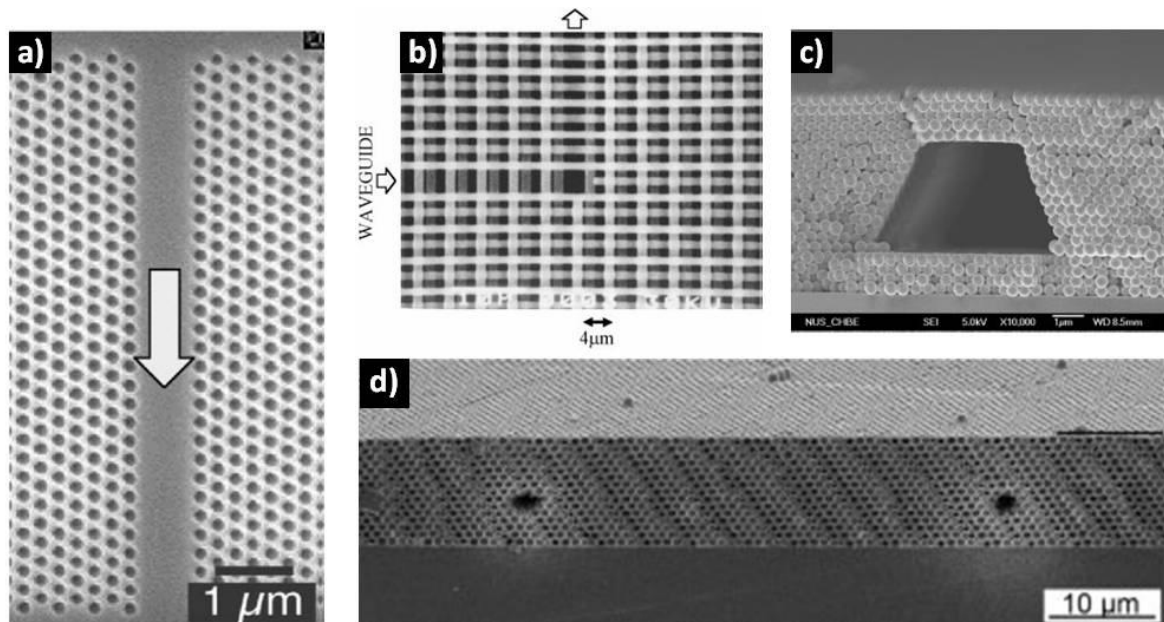 a)
1 µm
b)
WAVEGUIDE
4µm
c)
NUS_CHBE SEI 5.0kV X10,000 1µm WD 8.5mm
d)
10 µm